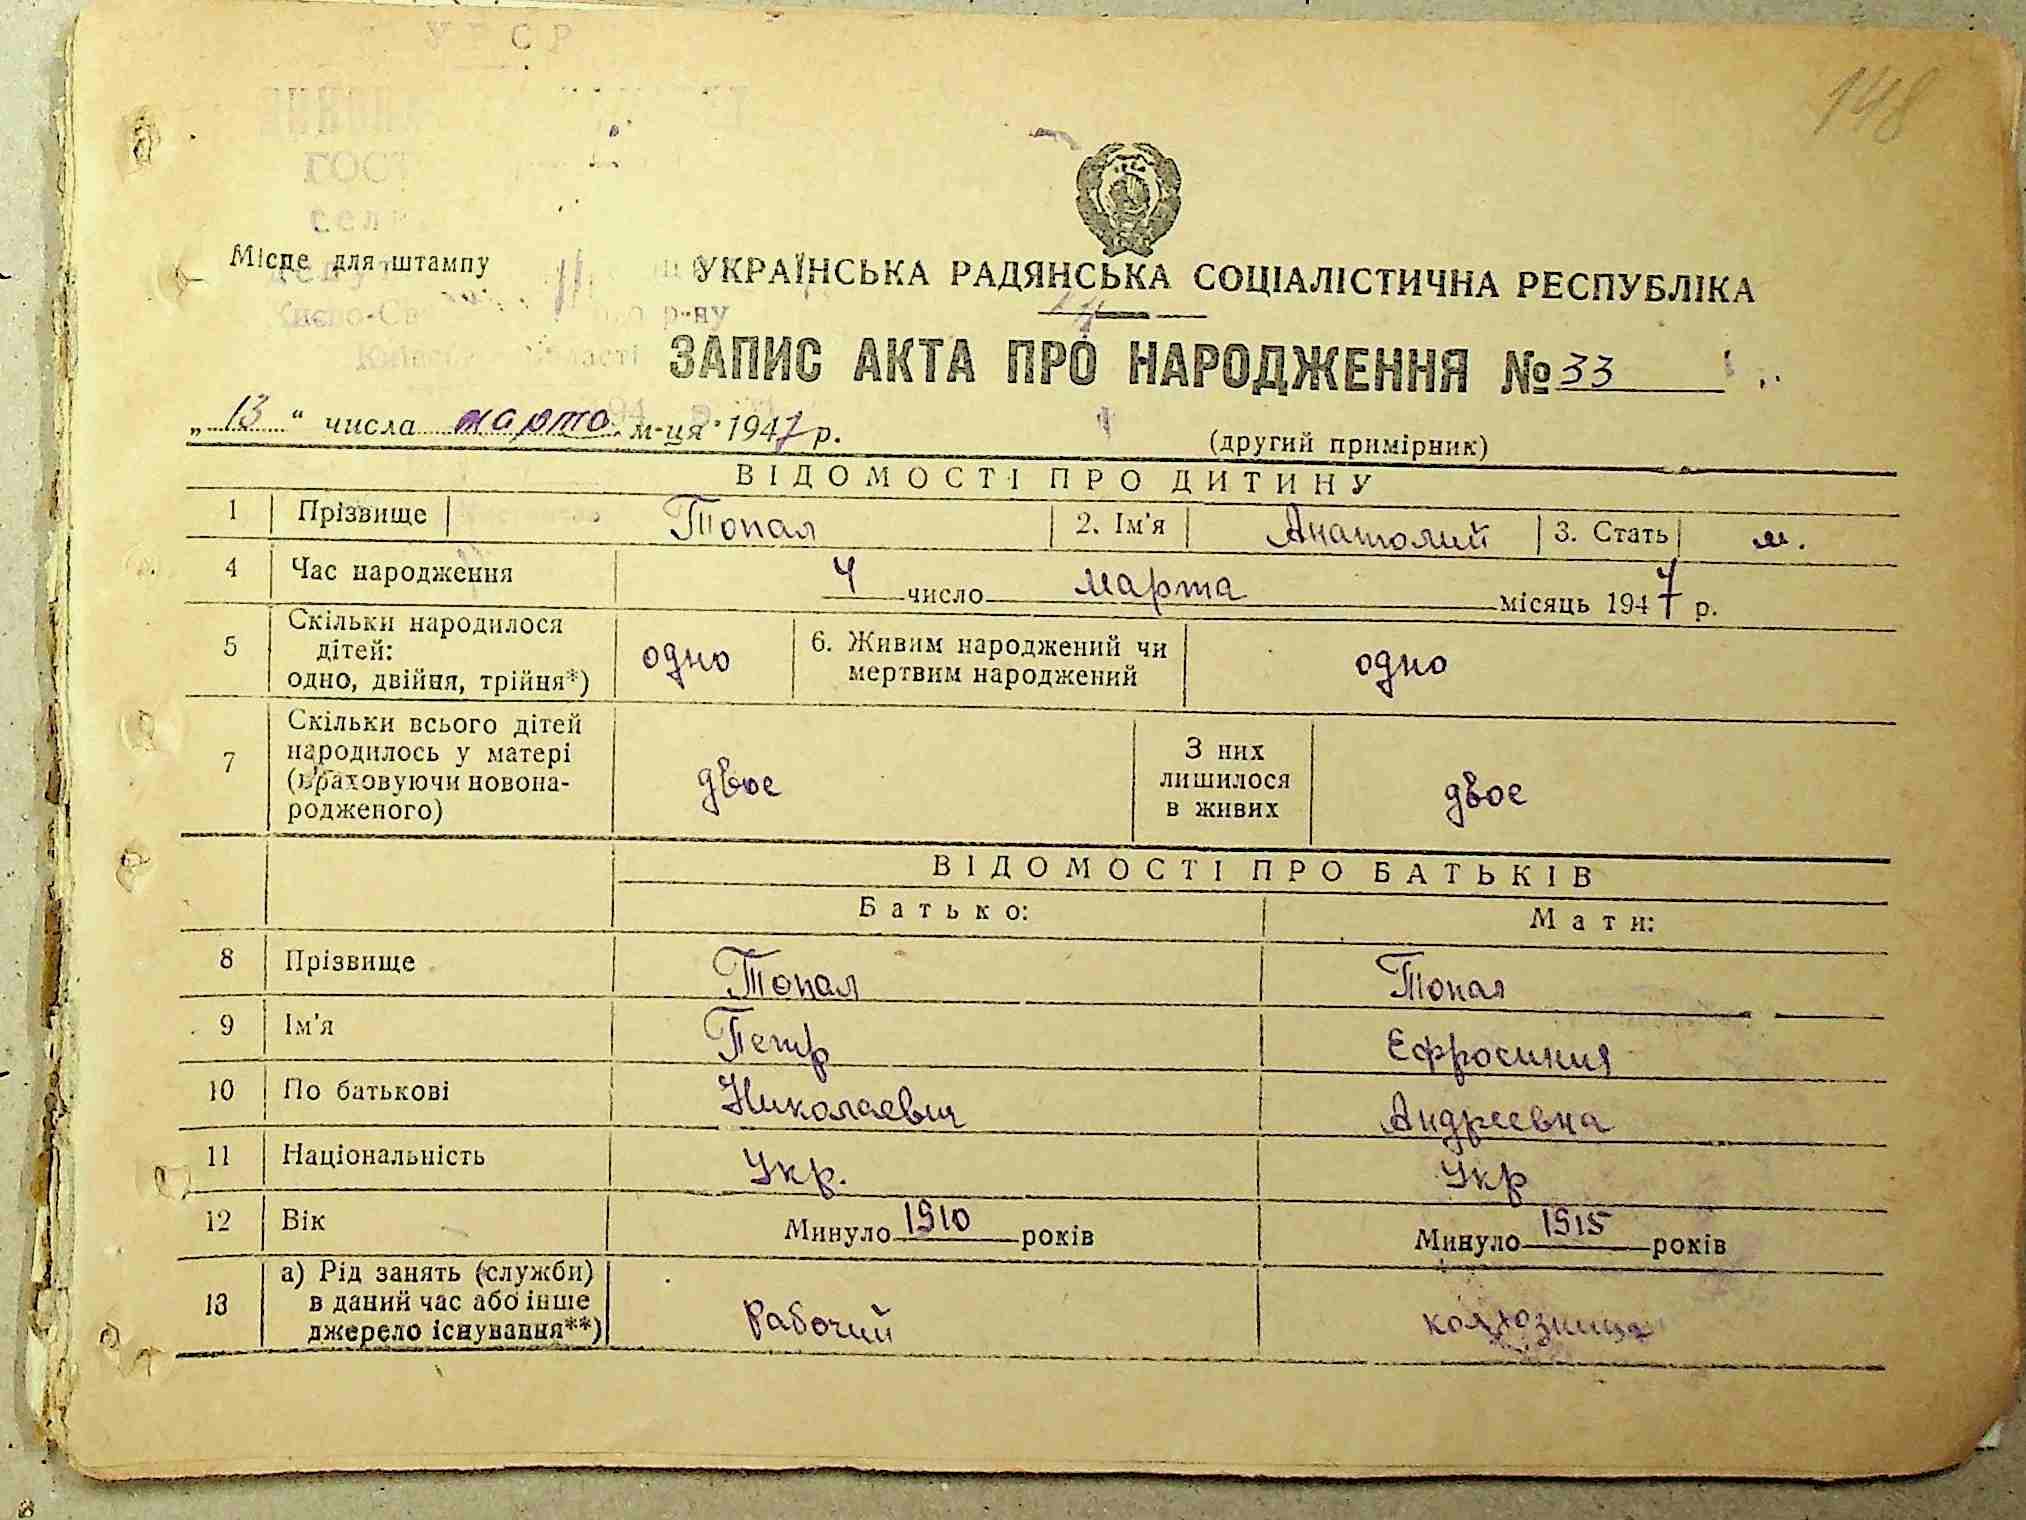 УРСР
148
ГОСТ
сел
Місце для штампу
УКРАЇНСЬКА РАДЯНСЬКА СОЦІАЛІСТИЧНА РЕСПУБЛІКА
Києво-Св р-ну
ЗАПИС АКТА ПРО НАРОДЖЕННЯ № 33
„13“ числа марта м-ця 1947 р.
(другий примірник)
ВІДОМОСТІ ПРО ДИТИНУ
1 Прізвище Топал 2. Ім'я Анатолий 3. Стать м.
4 Час народження 4 число марта місяць 1947 р.
5 Скільки народилося дітей: одно, двійня, трійня*) одно 6. Живим народжений чи мертвим народжений одно
7 Скільки всього дітей народилось у матері (враховуючи новонародженого) двое З них лишилося в живих двое
ВІДОМОСТІ ПРО БАТЬКІВ
Батько: Мати:
8 Прізвище Топал Топал
9 Ім'я Петр Ефросиния
10 По батькові Николаевич Андреевна
11 Національність Укр. Укр
12 Вік Минуло 1910 років Минуло 1915 років
13 а) Рід занять (служби) в даний час або інше джерело існування**) Рабочий колхозница